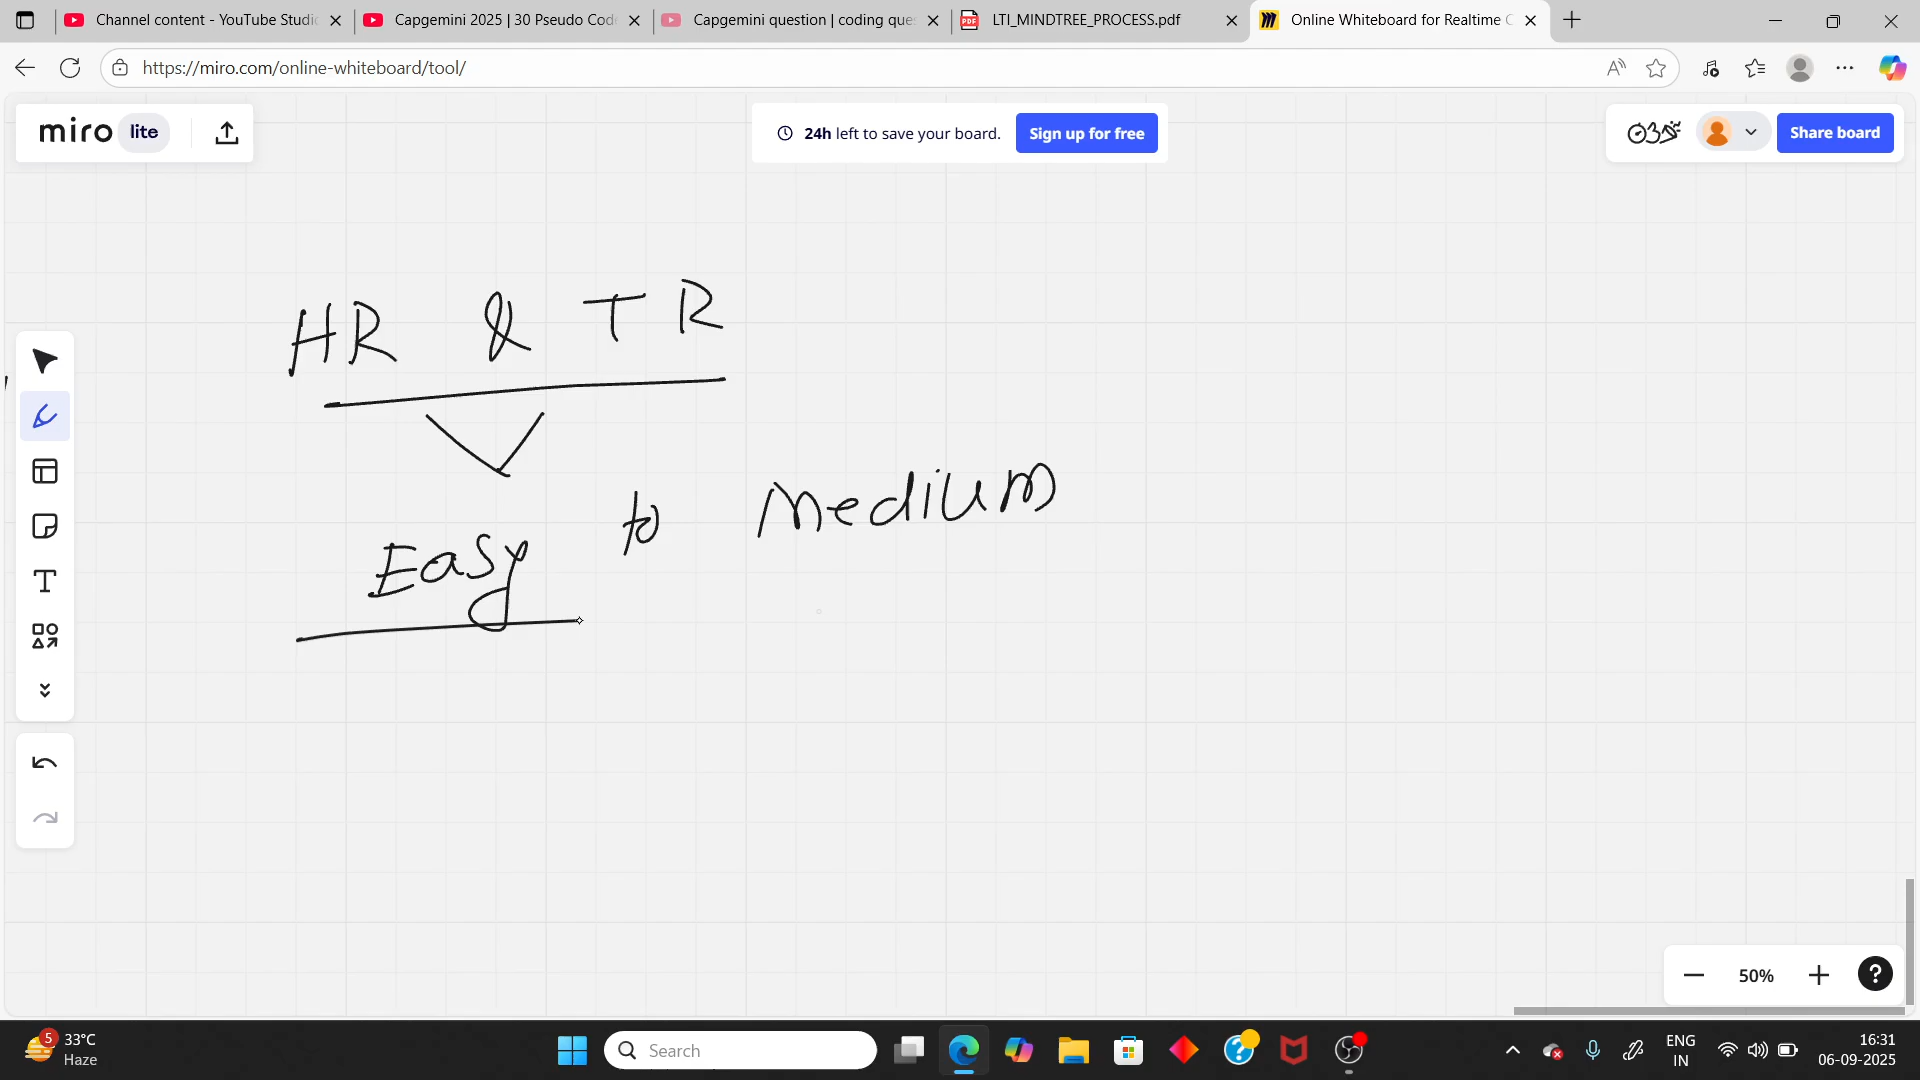 Channel content - YouTube Studi
Capgemini 2025 | 30 Pseudo Cod
Capgemini question | coding que
LTI_MINDTREE_PROCESS.pdf
Online Whiteboard for Realtime C
https://miro.com/online-whiteboard/tool/
miro lite
24h left to save your board.
Sign up for free
Share board
HR & TR
Easy to Medium
50%
5
33°C
Haze
Search
ENG
IN
16:31
06-09-2025